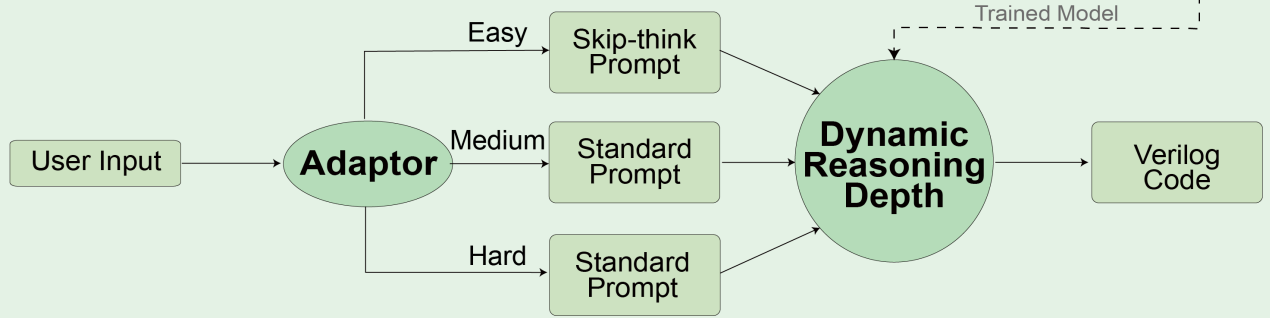 Trained Model
Easy
Skip-think
Prompt
User Input
Adaptor
Medium
Standard
Prompt
Dynamic
Reasoning
Depth
Verilog
Code
Hard
Standard
Prompt